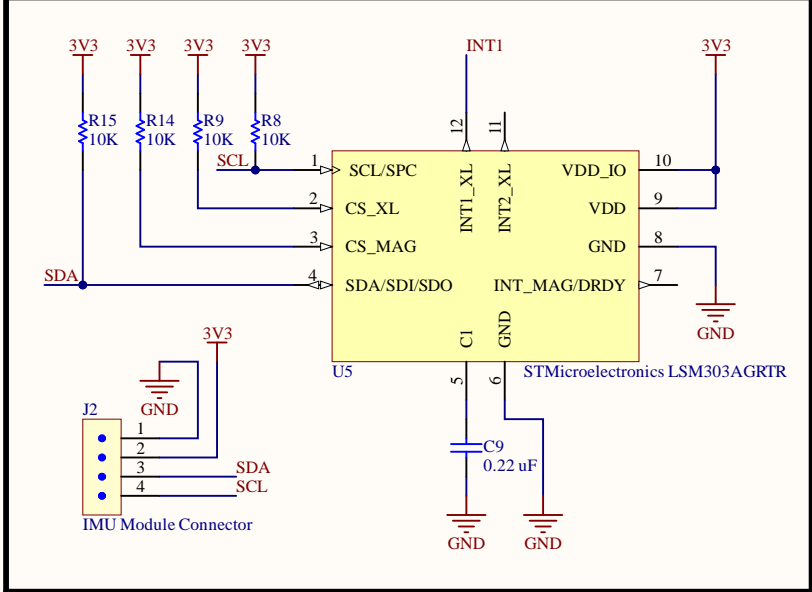 3V3 3V3 3V3 3V3 INT1 3V3
R15 R14 R9 R8
10K 10K 10K 10K
12 11
SCL 1 SCL/SPC INT1_XL INT2_XL VDD_IO 10
2 CS_XL VDD 9
3 CS_MAG GND 8
SDA 4 SDA/SDI/SDO INT_MAG/DRDY 7
GND
C1 GND
3V3
U5 STMicroelectronics LSM303AGRTR
5 6
GND
J2
1
2
3 SDA
4 SCL
C9
0.22 uF
IMU Module Connector
GND GND